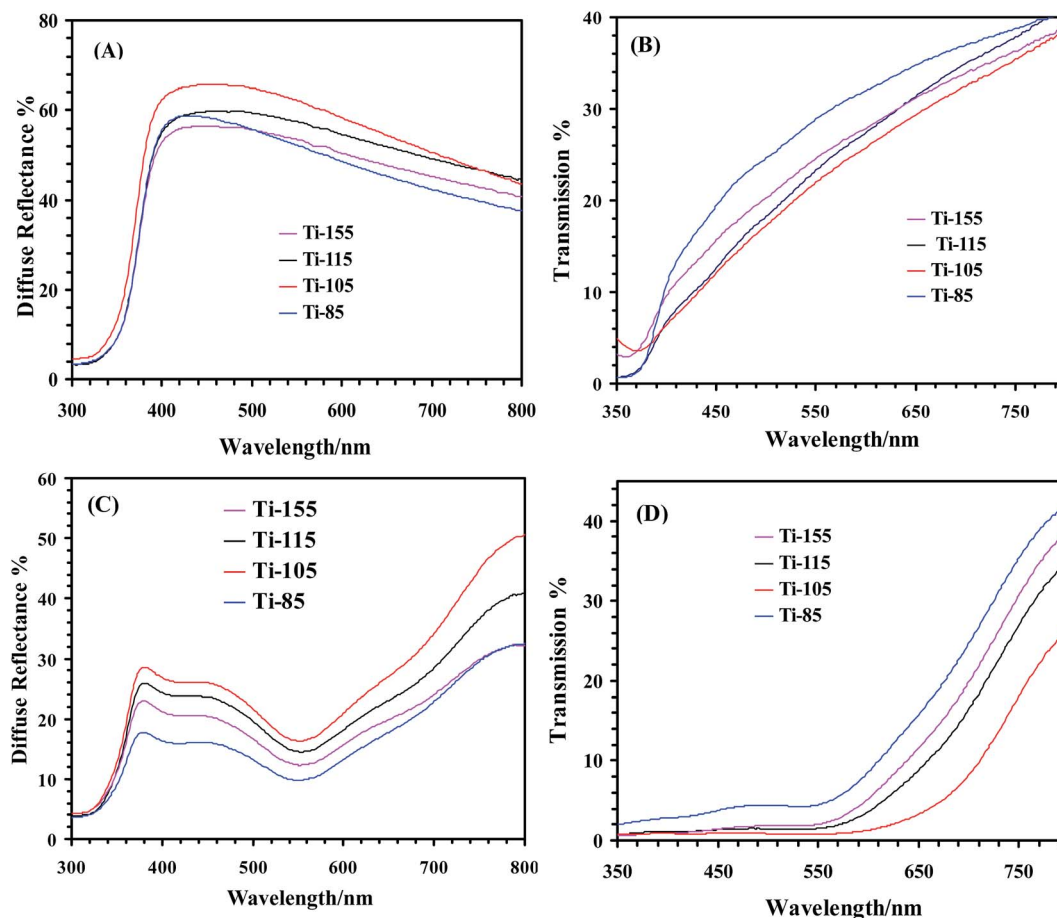 (A)
Diffuse Reflectance %
80
60
40
20
0
300 400 500 600 700 800
Wavelength/nm
Ti-155
Ti-115
Ti-105
Ti-85
(B)
Transmission %
40
30
20
10
0
350 450 550 650 750
Wavelength/nm
Ti-155
Ti-115
Ti-105
Ti-85
(C)
Diffuse Reflectance %
60
50
40
30
20
10
0
300 400 500 600 700 800
Wavelength/nm
Ti-155
Ti-115
Ti-105
Ti-85
(D)
Transmission %
40
30
20
10
0
350 450 550 650 750
Wavelength/nm
Ti-155
Ti-115
Ti-105
Ti-85